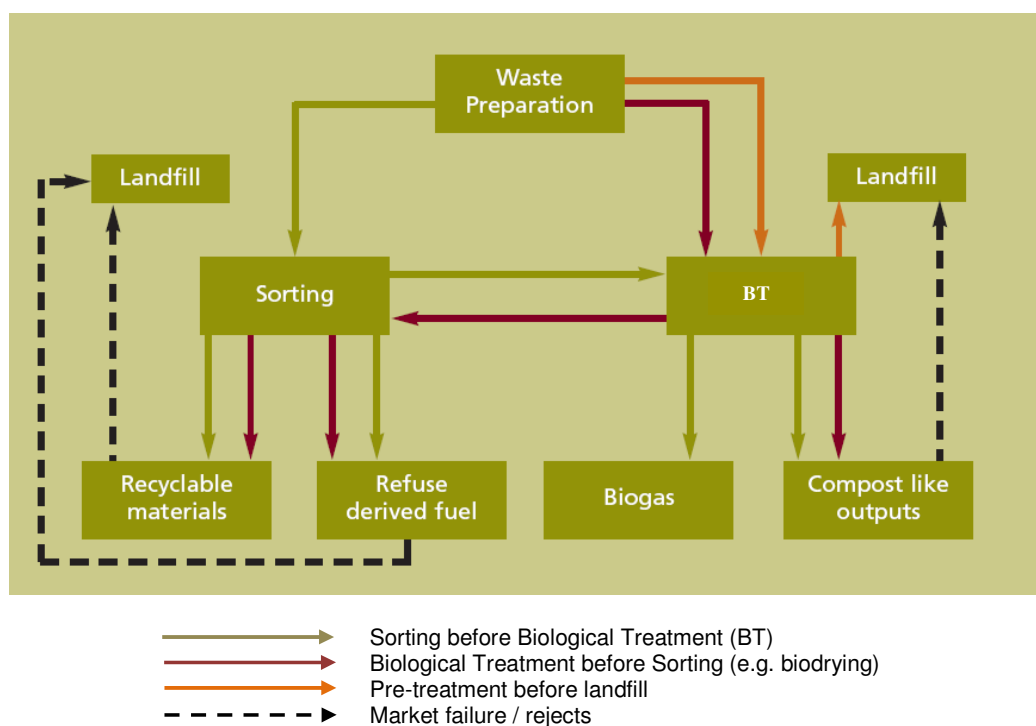 Waste
Preparation
Landfill
Landfill
Sorting
BT
Recyclable
materials
Refuse
derived fuel
Biogas
Compost like
outputs
Sorting before Biological Treatment (BT)
Biological Treatment before Sorting (e.g. biodrying)
Pre-treatment before landfill
Market failure / rejects